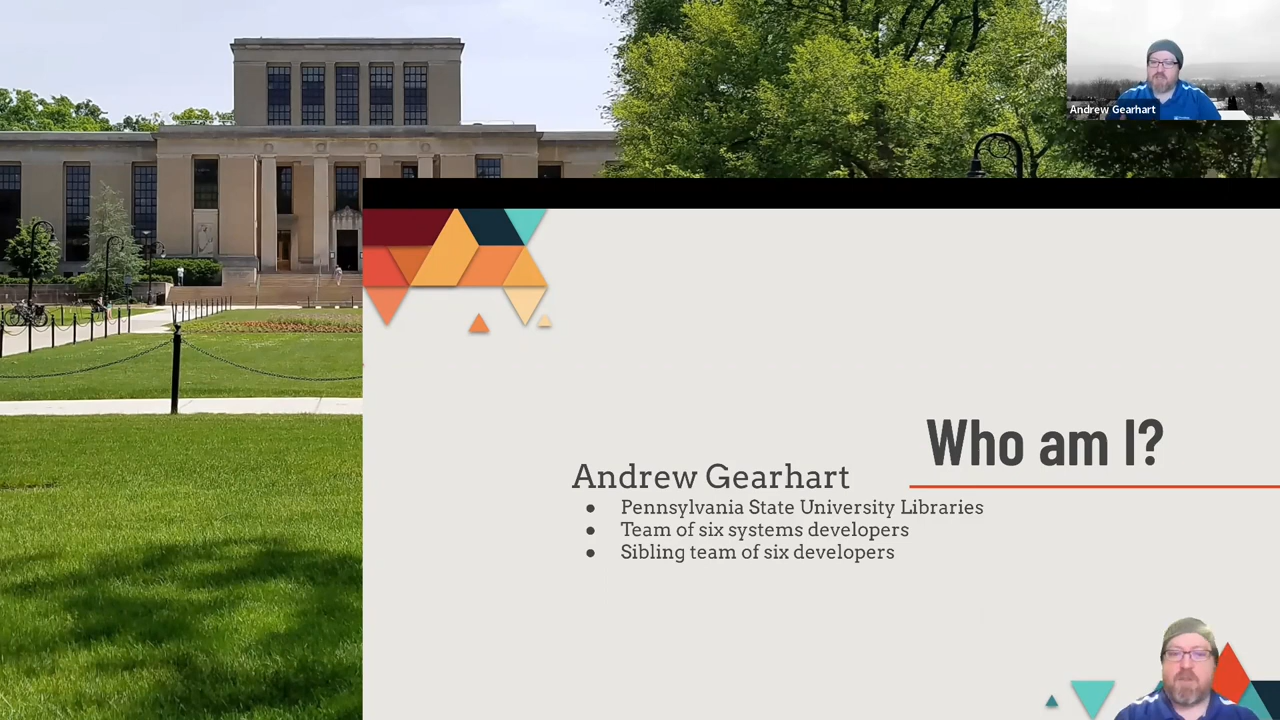 Andrew Gearhart
Who am I?
Andrew Gearhart
● Pennsylvania State University Libraries
● Team of six systems developers
● Sibling team of six developers